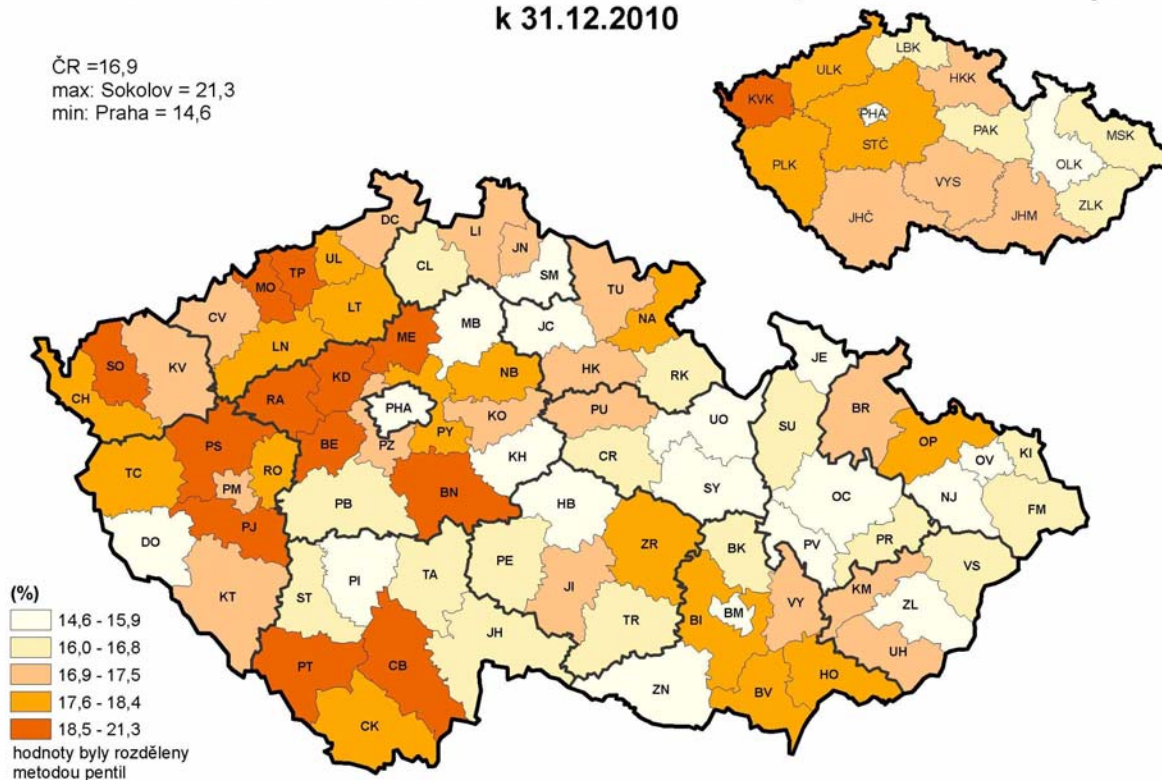 k 31.12.2010
ČR =16,9
max: Sokolov = 21,3
min: Praha = 14,6
LBK
ULK
HKK
KVK
PHA
PAK
MSK
STČ
PLK
OLK
VYS
ZLK
JHČ
JHM
DC
LI
JN
UL
TP
MO
CL
SM
TU
CV
LT
MB
JC
NA
ME
LN
SO
KV
KD
NB
HK
RK
JE
CH
RA
PHA
KO
PU
BR
BE
PZ
PY
UO
SU
OP
PS
RO
KH
CR
OV
KI
TC
PM
BN
SY
OC
NJ
PB
HB
FM
PJ
DO
ZR
BK
PV
PR
PI
TA
PE
VS
KT
ST
JI
VY
KM
ZL
BM
TR
BI
JH
UH
PT
CB
HO
ZN
BV
CK
(%)
14,6 - 15,9
16,0 - 16,8
16,9 - 17,5
17,6 - 18,4
18,5 - 21,3
hodnoty byly rozděleny
metodou pentil